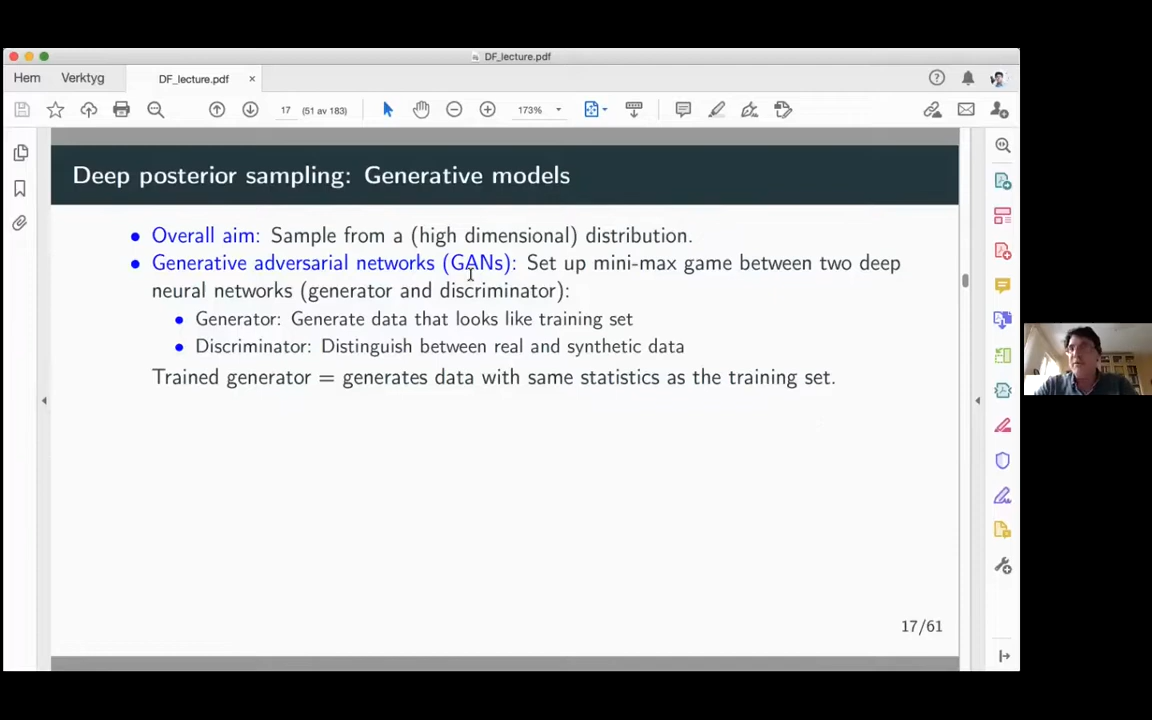 DF_lecture.pdf
Hem
Verktyg
DF_lecture.pdf
17
(51 av 183)
173%
Deep posterior sampling: Generative models
• Overall aim: Sample from a (high dimensional) distribution.
• Generative adversarial networks (GANs): Set up mini-max game between two deep
neural networks (generator and discriminator):
• Generator: Generate data that looks like training set
• Discriminator: Distinguish between real and synthetic data
Trained generator = generates data with same statistics as the training set.
17/61